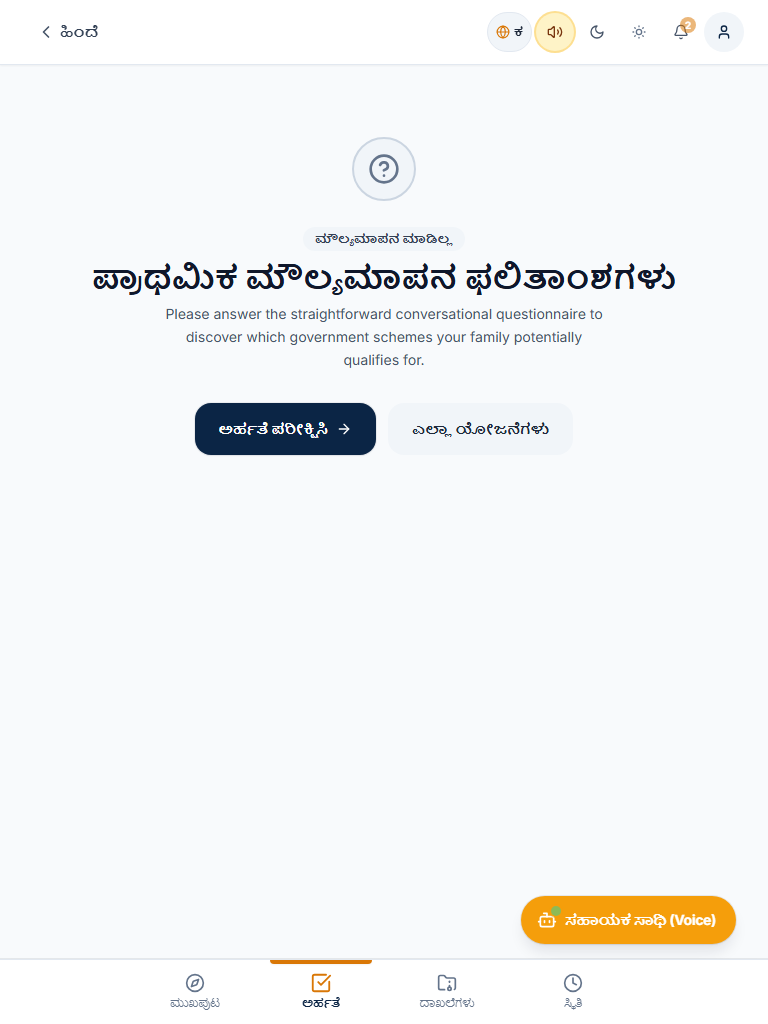 ಹಿಂದೆ
ಕ
2
ಮೌಲ್ಯಮಾಪನ ಮಾಡಿಲ್ಲ
ಪ್ರಾಥಮಿಕ ಮೌಲ್ಯಮಾಪನ ಫಲಿತಾಂಶಗಳು
Please answer the straightforward conversational questionnaire to
discover which government schemes your family potentially
qualifies for.
ಅರ್ಹತೆ ಪರೀಕ್ಷಿಸಿ
ಎಲ್ಲಾ ಯೋಜನೆಗಳು
ಸಹಾಯಕ ಸಾಥಿ (Voice)
ಮುಖಪುಟ
ಅರ್ಹತೆ
ದಾಖಲೆಗಳು
ಸ್ಥಿತಿ